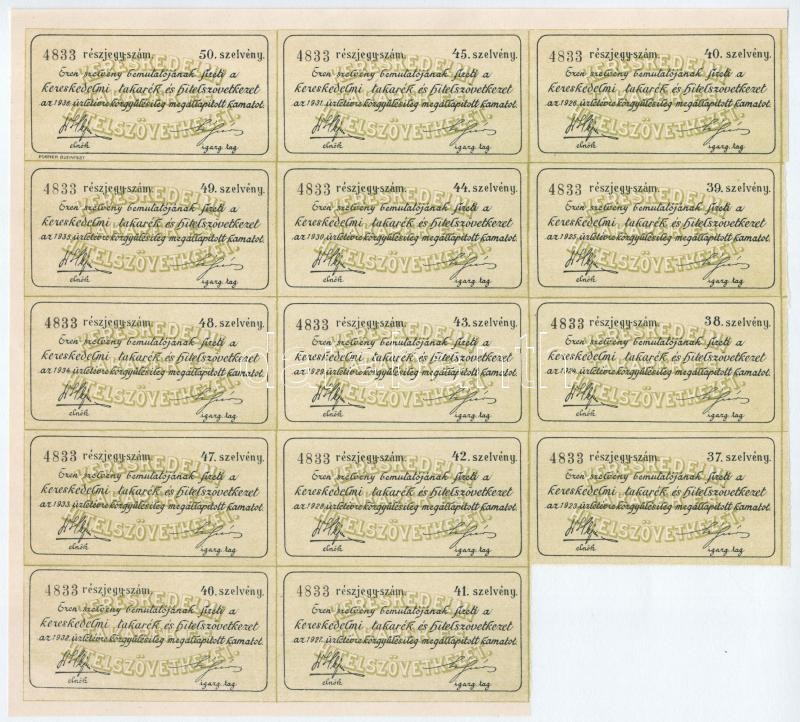 4833 részjegy-szám. 50. szelvény.
Ezen szelvény bemutatójának fizeti a
kereskedelmi takarék és hitelszövetkezet
az 1936. üzletévre közgyűlésileg megállapított kamatot.
elnök igazg. tag
POSNER BUDAPEST
4833 részjegy-szám. 45. szelvény.
Ezen szelvény bemutatójának fizeti a
kereskedelmi takarék és hitelszövetkezet
az 1931. üzletévre közgyűlésileg megállapított kamatot.
elnök igazg. tag
4833 részjegy-szám. 40. szelvény.
Ezen szelvény bemutatójának fizeti a
kereskedelmi takarék és hitelszövetkezet
az 1926. üzletévre közgyűlésileg megállapított kamatot.
elnök igazg. tag
4833 részjegy-szám. 49. szelvény.
Ezen szelvény bemutatójának fizeti a
kereskedelmi takarék és hitelszövetkezet
az 1935. üzletévre közgyűlésileg megállapított kamatot.
elnök igazg. tag
4833 részjegy-szám. 44. szelvény.
Ezen szelvény bemutatójának fizeti a
kereskedelmi takarék és hitelszövetkezet
az 1930. üzletévre közgyűlésileg megállapított kamatot.
elnök igazg. tag
4833 részjegy-szám. 39. szelvény.
Ezen szelvény bemutatójának fizeti a
kereskedelmi takarék és hitelszövetkezet
az 1925. üzletévre közgyűlésileg megállapított kamatot.
elnök igazg. tag
4833 részjegy-szám. 48. szelvény.
Ezen szelvény bemutatójának fizeti a
kereskedelmi takarék és hitelszövetkezet
az 1934. üzletévre közgyűlésileg megállapított kamatot.
elnök igazg. tag
4833 részjegy-szám. 43. szelvény.
Ezen szelvény bemutatójának fizeti a
kereskedelmi takarék és hitelszövetkezet
az 1929. üzletévre közgyűlésileg megállapított kamatot.
elnök igazg. tag
4833 részjegy-szám. 38. szelvény.
Ezen szelvény bemutatójának fizeti a
kereskedelmi takarék és hitelszövetkezet
az 1924. üzletévre közgyűlésileg megállapított kamatot.
elnök igazg. tag
4833 részjegy-szám. 47. szelvény.
Ezen szelvény bemutatójának fizeti a
kereskedelmi takarék és hitelszövetkezet
az 1933. üzletévre közgyűlésileg megállapított kamatot.
elnök igazg. tag
4833 részjegy-szám. 42. szelvény.
Ezen szelvény bemutatójának fizeti a
kereskedelmi takarék és hitelszövetkezet
az 1928. üzletévre közgyűlésileg megállapított kamatot.
elnök igazg. tag
4833 részjegy-szám. 37. szelvény.
Ezen szelvény bemutatójának fizeti a
kereskedelmi takarék és hitelszövetkezet
az 1923. üzletévre közgyűlésileg megállapított kamatot.
elnök igazg. tag
4833 részjegy-szám. 46. szelvény.
Ezen szelvény bemutatójának fizeti a
kereskedelmi takarék és hitelszövetkezet
az 1932. üzletévre közgyűlésileg megállapított kamatot.
elnök igazg. tag
4833 részjegy-szám. 41. szelvény.
Ezen szelvény bemutatójának fizeti a
kereskedelmi takarék és hitelszövetkezet
az 1927. üzletévre közgyűlésileg megállapított kamatot.
elnök igazg. tag